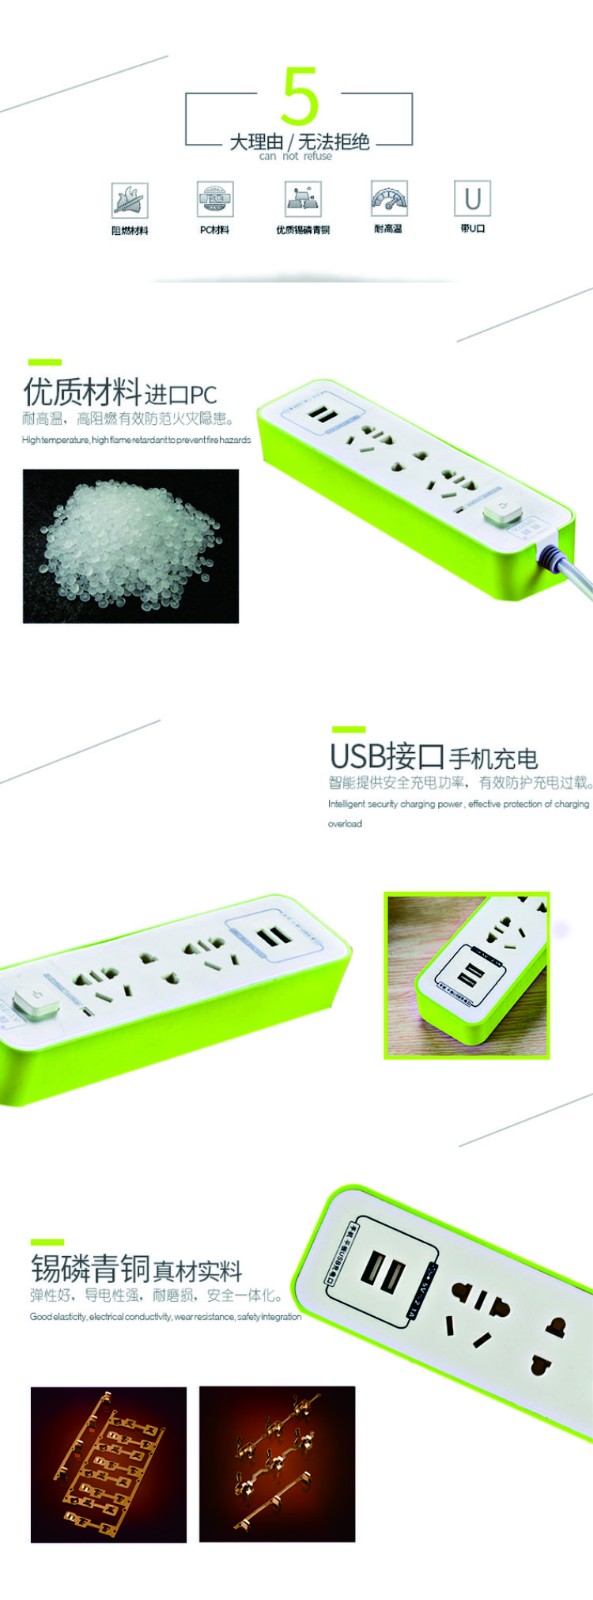 5
大理由 / 无法拒绝
can not refuse
阻燃材料
PC材料
优质锡磷青铜
耐高温
带U口
U
优质材料 进口PC
耐高温，高阻燃有效防范火灾隐患。
High temperature, high flame retardant to prevent fire hazards
USB接口 手机充电
智能提供安全充电功率，有效防护充电过载。
Intelligent security charging power, effective protection of charging
overload
锡磷青铜 真材实料
弹性好，导电性强，耐磨损，安全一体化。
Good elasticity, electrical conductivity, wear resistance, safety integration